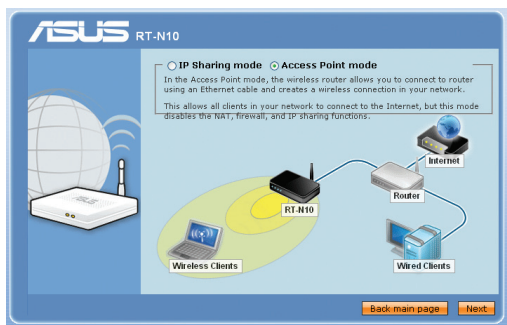 ASUS RT-N10
IP Sharing mode Access Point mode
In the Access Point mode, the wireless router allows you to connect to router
using an Ethernet cable and creates a wireless connection in your network.
This allows all clients in your network to connect to the Internet, but this mode
disables the NAT, firewall, and IP sharing functions.
Internet
Router
RT-N10
Wireless Clients
Wired Clients
Back main page Next